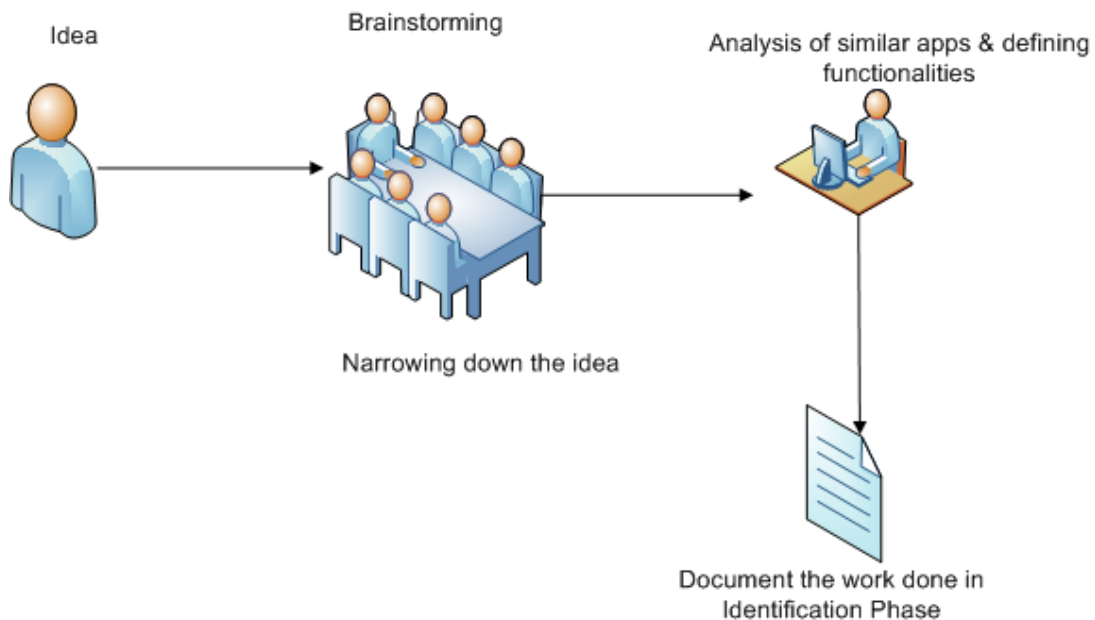 Idea
Brainstorming
Analysis of similar apps & defining
functionalities
Narrowing down the idea
Document the work done in
Identification Phase